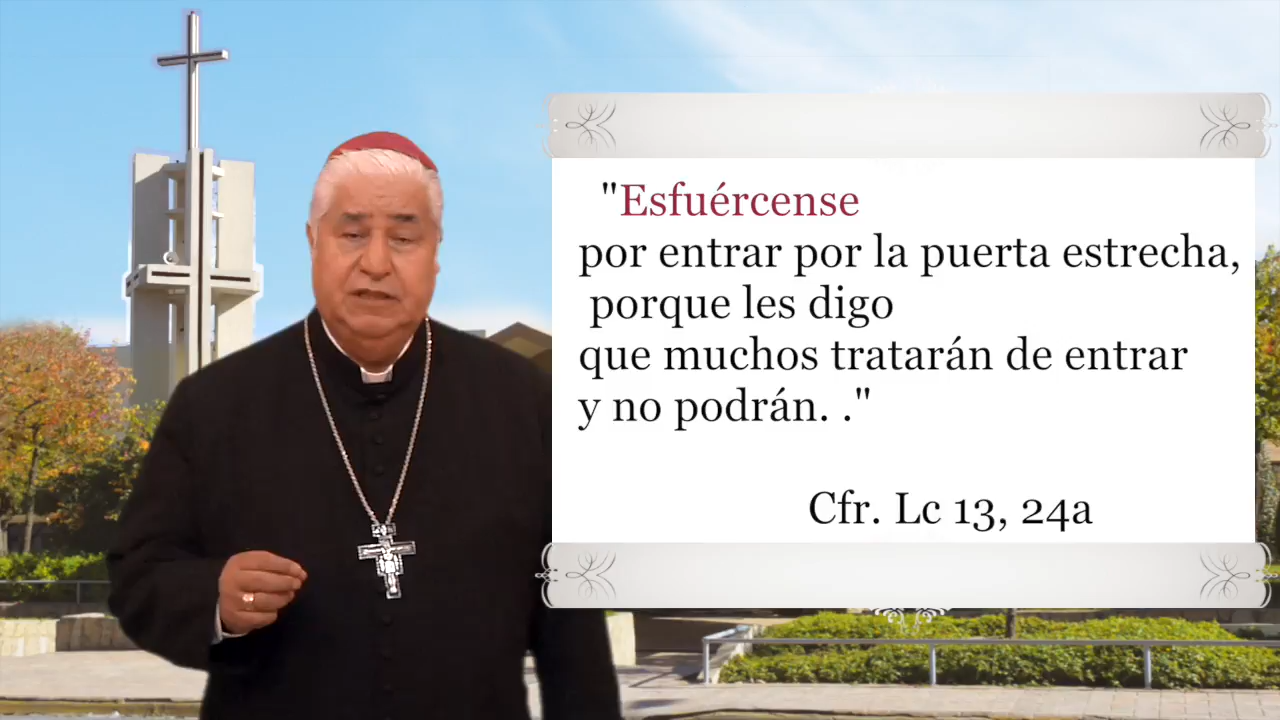 "Esfuércense
por entrar por la puerta estrecha,
porque les digo
que muchos tratarán de entrar
y no podrán. ."
Cfr. Lc 13, 24a